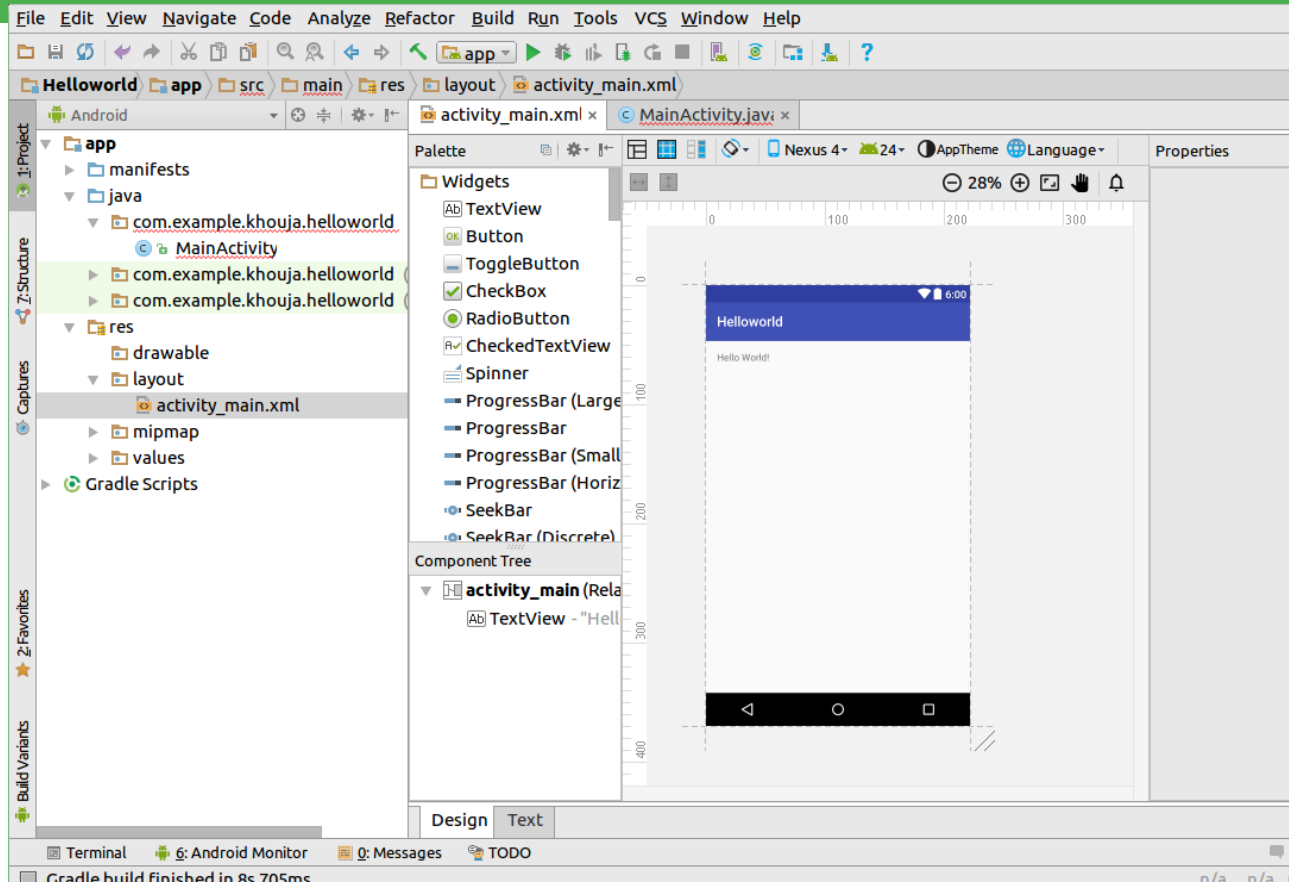 File Edit View Navigate Code Analyze Refactor Build Run Tools VCS Window Help
app
Helloworld app src main res layout activity_main.xml
Android
activity_main.xml MainActivity.java
1: Project
7: Structure
Captures
2: Favorites
Build Variants
app
manifests
java
com.example.khouja.helloworld
MainActivity
com.example.khouja.helloworld (
com.example.khouja.helloworld (
res
drawable
layout
activity_main.xml
mipmap
values
Gradle Scripts
Palette
Widgets
Ab TextView
OK Button
ToggleButton
CheckBox
RadioButton
CheckedTextView
Spinner
ProgressBar (Large
ProgressBar
ProgressBar (Small
ProgressBar (Horiz
SeekBar
SeekBar (Discrete)
Component Tree
activity_main (Rela
Ab TextView - "Hell
Nexus 4 24 AppTheme Language
28%
0 100 200 300
0
100
200
300
400
6:00
Helloworld
Hello World!
Properties
Design Text
Terminal 6: Android Monitor 0: Messages TODO
Gradle build finished in 8s 705ms
n/a n/a